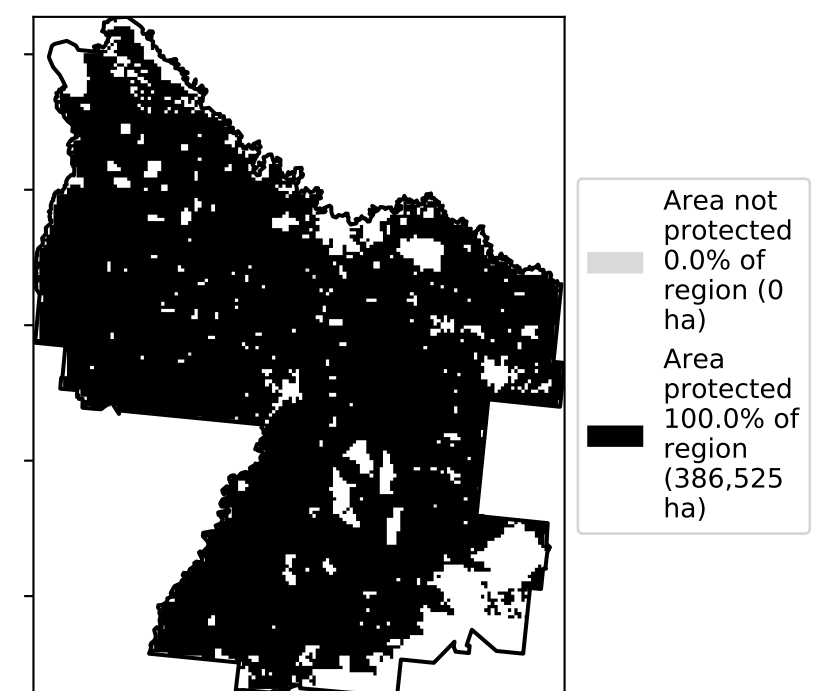 Area not
protected
0.0% of
region (0
ha)
Area
protected
100.0% of
region
(386,525
ha)